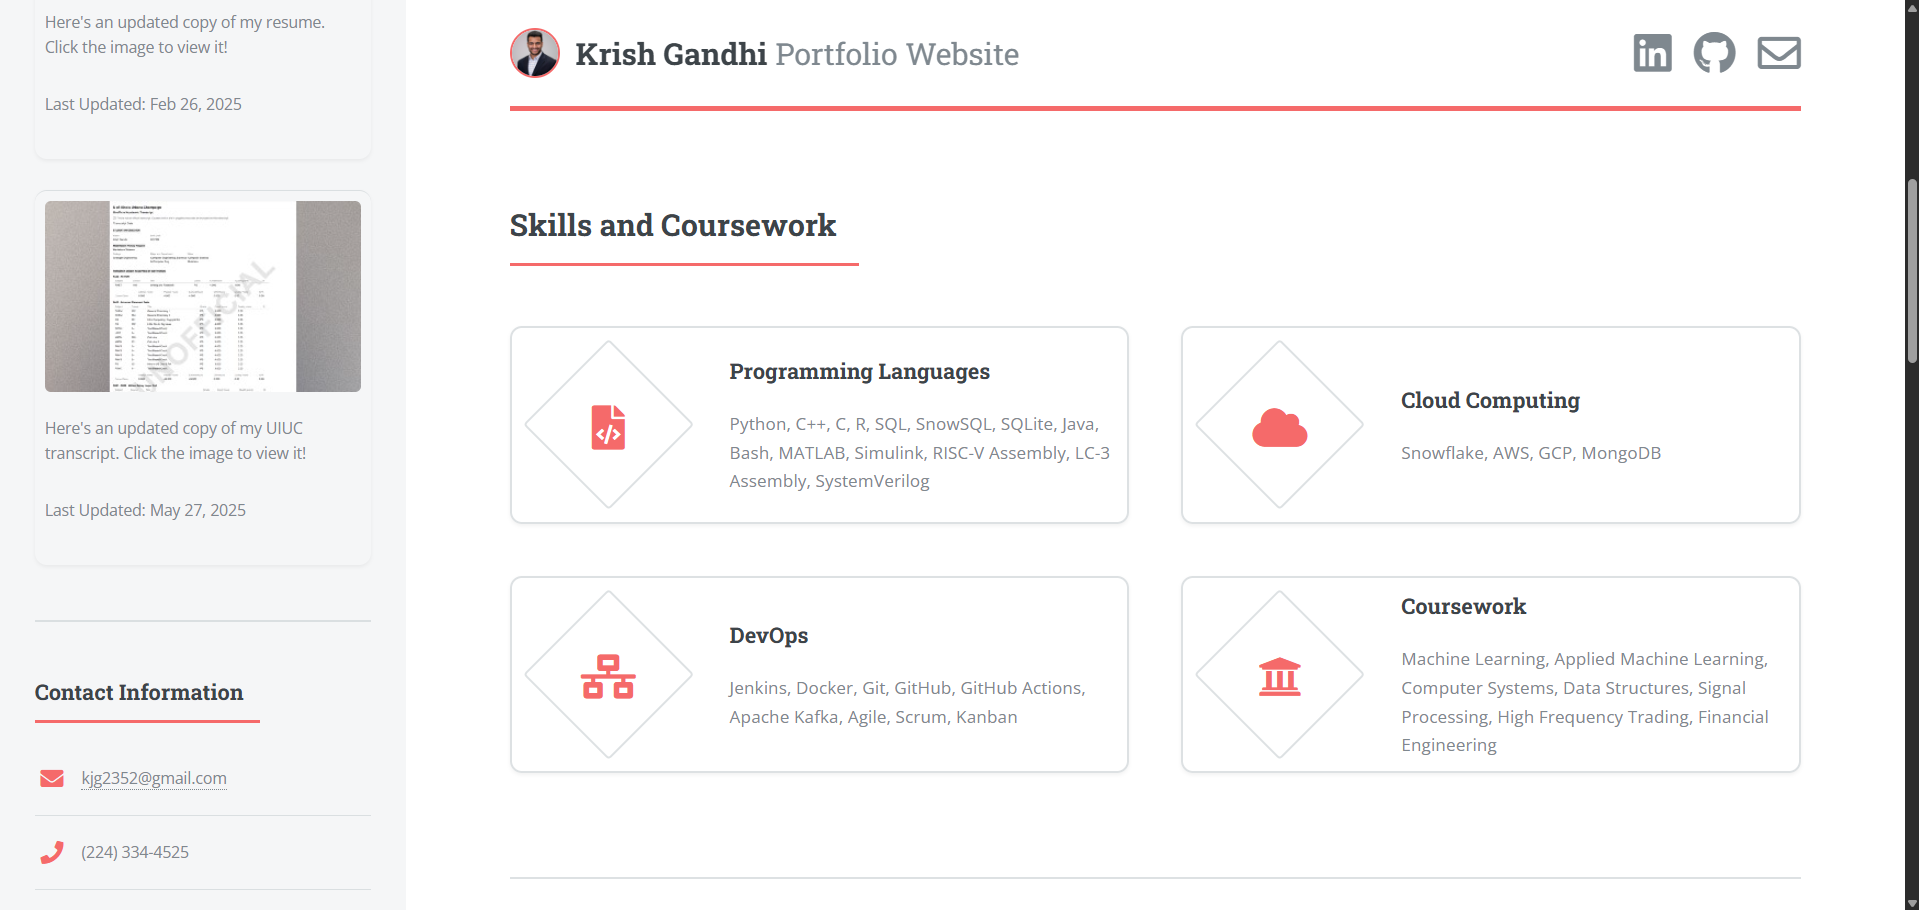 Here's an updated copy of my resume.
Click the image to view it!
Last Updated: Feb 26, 2025
UNOFFICIAL
Here's an updated copy of my UIUC
transcript. Click the image to view it!
Last Updated: May 27, 2025
Contact Information
kjg2352@gmail.com
(224) 334-4525
Krish Gandhi Portfolio Website
Skills and Coursework
Programming Languages
Python, C++, C, R, SQL, SnowSQL, SQLite, Java,
Bash, MATLAB, Simulink, RISC-V Assembly, LC-3
Assembly, SystemVerilog
Cloud Computing
Snowflake, AWS, GCP, MongoDB
DevOps
Jenkins, Docker, Git, GitHub, GitHub Actions,
Apache Kafka, Agile, Scrum, Kanban
Coursework
Machine Learning, Applied Machine Learning,
Computer Systems, Data Structures, Signal
Processing, High Frequency Trading, Financial
Engineering